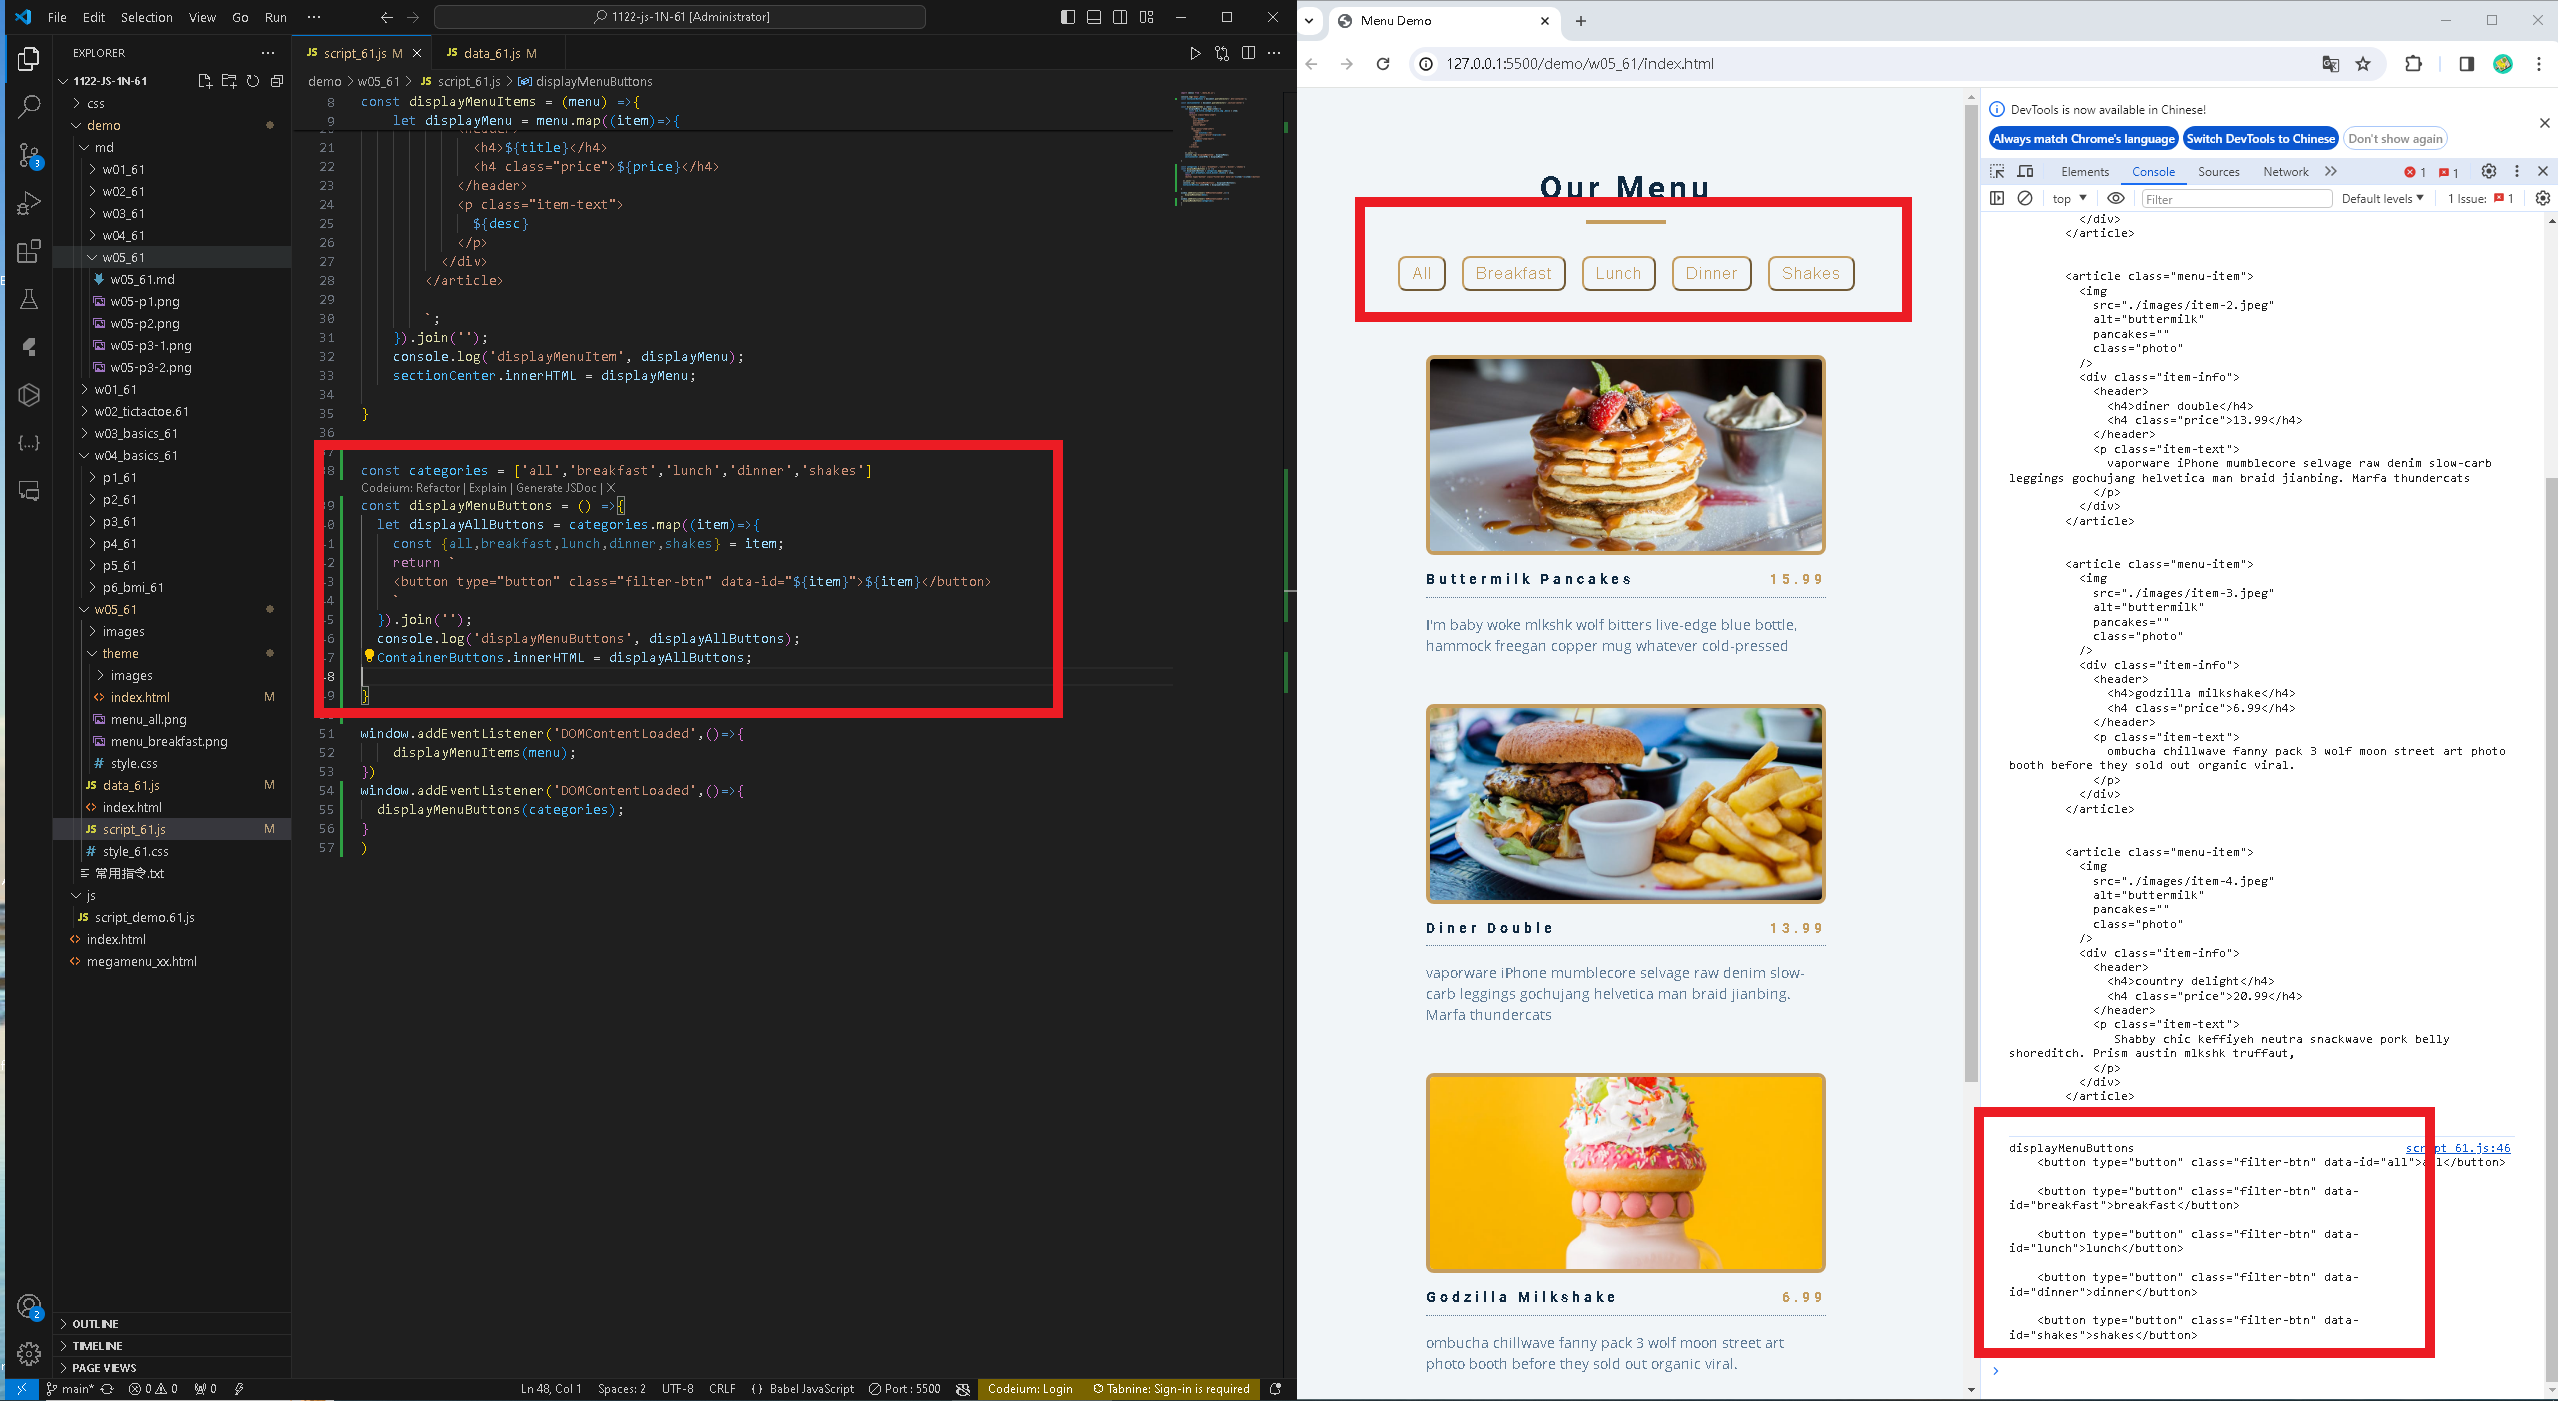 File Edit Selection View Go Run ···
1122-js-1N-61 [Administrator]
EXPLORER
1122-JS-1N-61
css
demo
md
w01_61
w02_61
w03_61
w04_61
w05_61
w05_61.md
w05-p1.png
w05-p2.png
w05-p3-1.png
w05-p3-2.png
w01_61
w02_tictactoe.61
w03_basics_61
w04_basics_61
p1_61
p2_61
p3_61
p4_61
p5_61
p6_bmi_61
w05_61
images
theme
images
index.html M
menu_all.png
menu_breakfast.png
style.css
data_61.js M
index.html
script_61.js M
style_61.css
常用指令.txt
js
script_demo.61.js
index.html
megamenu_xx.html
OUTLINE
TIMELINE
PAGE VIEWS
JS script_61.js M
JS data_61.js M
demo > w05_61 > JS script_61.js > displayMenuButtons
8 const displayMenuItems = (menu) =>{
9 let displayMenu = menu.map((item)=>{
21 <h4>${title}</h4>
22 <h4 class="price">${price}</h4>
23 </header>
24 <p class="item-text">
25 ${desc}
26 </p>
27 </div>
28 </article>
29
30 `;
31 }).join('');
32 console.log('displayMenuItem', displayMenu);
33 sectionCenter.innerHTML = displayMenu;
34
35 }
36
const categories = ['all','breakfast','lunch','dinner','shakes']
Codeium: Refactor | Explain | Generate JSDoc | X
const displayMenuButtons = () =>{
let displayAllButtons = categories.map((item)=>{
const {all,breakfast,lunch,dinner,shakes} = item;
return `
<button type="button" class="filter-btn" data-id="${item}">${item}</button>
`
}).join('');
console.log('displayMenuButtons', displayAllButtons);
ContainerButtons.innerHTML = displayAllButtons;
}
51 window.addEventListener('DOMContentLoaded',()=>{
52 displayMenuItems(menu);
53 })
54 window.addEventListener('DOMContentLoaded',()=>{
55 displayMenuButtons(categories);
56 }
57 )
main* 0 0 0 Ln 48, Col 1 Spaces: 2 UTF-8 CRLF {} Babel JavaScript Port : 5500 Codeium: Login Tabnine: Sign-in is required
Menu Demo
127.0.0.1:5500/demo/w05_61/index.html
Our Menu
All Breakfast Lunch Dinner Shakes
Buttermilk Pancakes 15.99
I'm baby woke mlkshk wolf bitters live-edge blue bottle,
hammock freegan copper mug whatever cold-pressed
Diner Double 13.99
vaporware iPhone mumblecore selvage raw denim slow-
carb leggings gochujang helvetica man braid jianbing.
Marfa thundercats
Godzilla Milkshake 6.99
ombucha chillwave fanny pack 3 wolf moon street art
photo booth before they sold out organic viral.
DevTools is now available in Chinese!
Always match Chrome's language Switch DevTools to Chinese Don't show again
Elements Console Sources Network 1 1
top Filter Default levels 1 Issue: 1
</div>
</article>
<article class="menu-item">
<img
src="./images/item-2.jpeg"
alt="buttermilk"
pancakes=""
class="photo"
/>
<div class="item-info">
<header>
<h4>diner double</h4>
<h4 class="price">13.99</h4>
</header>
<p class="item-text">
vaporware iPhone mumblecore selvage raw denim slow-carb
leggings gochujang helvetica man braid jianbing. Marfa thundercats
</p>
</div>
</article>
<article class="menu-item">
<img
src="./images/item-3.jpeg"
alt="buttermilk"
pancakes=""
class="photo"
/>
<div class="item-info">
<header>
<h4>godzilla milkshake</h4>
<h4 class="price">6.99</h4>
</header>
<p class="item-text">
ombucha chillwave fanny pack 3 wolf moon street art photo
booth before they sold out organic viral.
</p>
</div>
</article>
<article class="menu-item">
<img
src="./images/item-4.jpeg"
alt="buttermilk"
pancakes=""
class="photo"
/>
<div class="item-info">
<header>
<h4>country delight</h4>
<h4 class="price">20.99</h4>
</header>
<p class="item-text">
Shabby chic keffiyeh neutra snackwave pork belly
shoreditch. Prism austin mlkshk truffaut,
</p>
</div>
</article>
displayMenuButtons script_61.js:46
<button type="button" class="filter-btn" data-id="all">all</button>
<button type="button" class="filter-btn" data-
id="breakfast">breakfast</button>
<button type="button" class="filter-btn" data-
id="lunch">lunch</button>
<button type="button" class="filter-btn" data-
id="dinner">dinner</button>
<button type="button" class="filter-btn" data-
id="shakes">shakes</button>